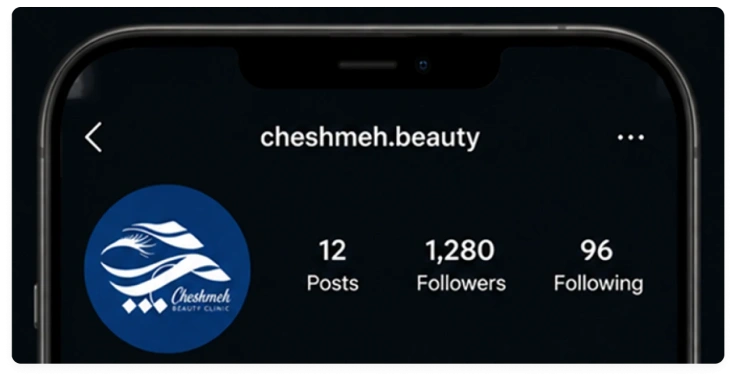 cheshmeh.beauty
12
Posts
1,280
Followers
96
Following
Cheshmeh
BEAUTY CLINIC